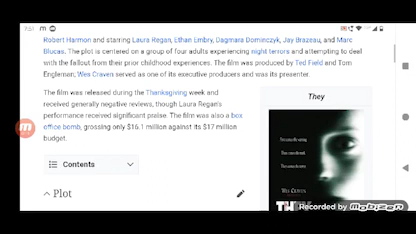 3:51
Robert Harmon and starring Laura Regan, Ethan Embry, Dagmara Dominczyk, Jay Brazeau, and Marc
Blucas. The plot is centered on a group of four adults experiencing night terrors and attempting to
deal with the fallout from their prior childhood experiences. The film was produced by Ted Field and Tom
Engleman, Wes Craven served as one of its executive producers and was its presenter.
The film was released during the Thanksgiving week and
received generally negative reviews, though Laura Regan's
performance received significant praise. The film was also a box
office bomb, grossing only $16.1 million against its $17 million
budget.
Contents
Plot
They
WES CRAVEN
TH
Recorded by Mobizen